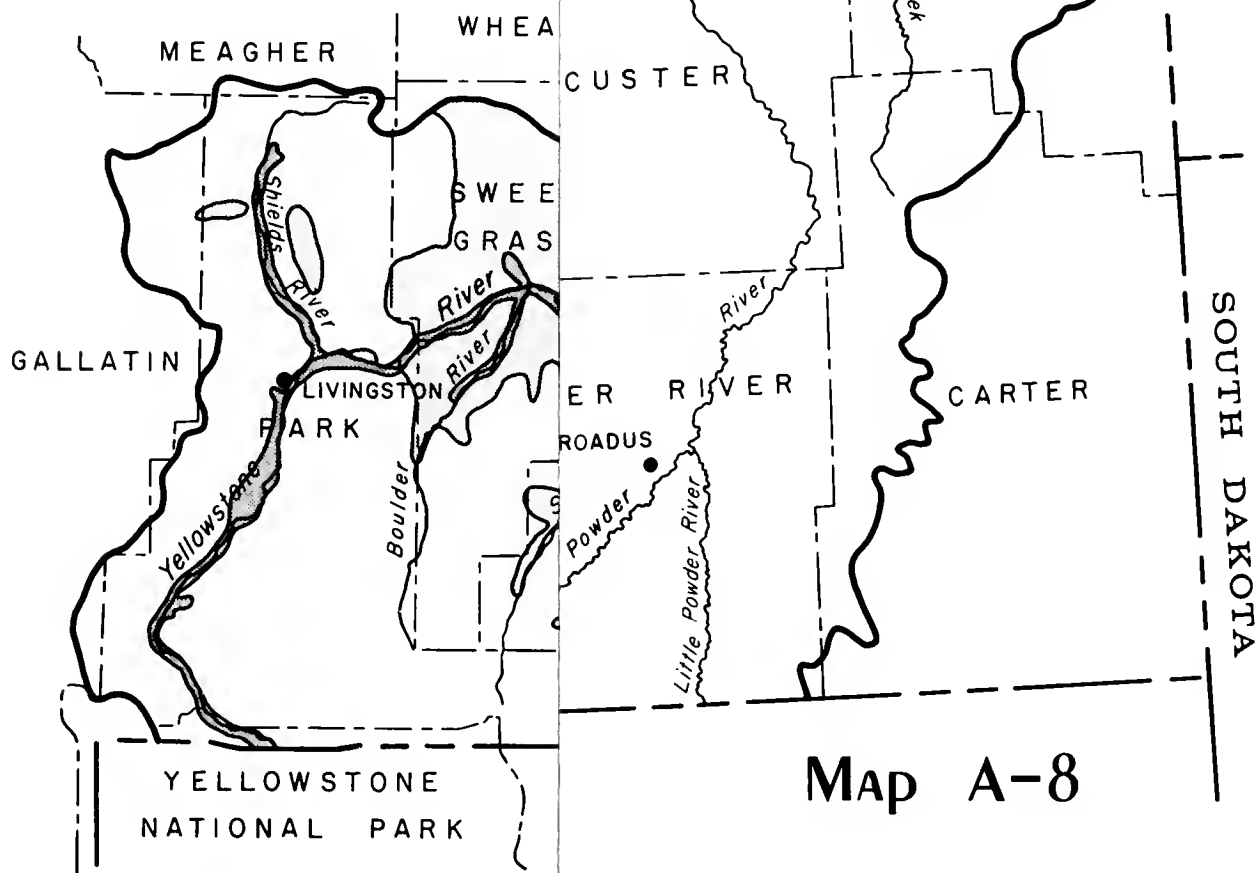 MEAGHER
WHEA
Shields
River
SWEE
GRAS
River
River
GALLATIN
LIVINGSTON
PARK
Yellowstone
Boulder
S
YELLOWSTONE
NATIONAL PARK
ek
CUSTER
River
ER RIVER
CARTER
ROADUS
Powder
Little Powder River
SOUTH DAKOTA
MAP A-8